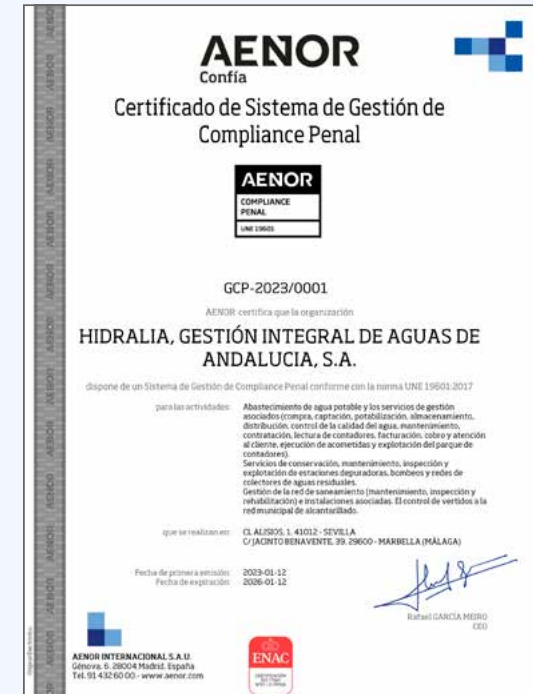 AENOR
Confía
Certificado de Sistema de Gestión de
Compliance Penal
AENOR
COMPLIANCE
PENAL
UNE 19601
GCP-2023/0001
AENOR certifica que la organización
HIDRALIA, GESTIÓN INTEGRAL DE AGUAS DE
ANDALUCIA, S.A.
dispone de un Sistema de Gestión de Compliance Penal conforme con la norma UNE 19601:2017
para las actividades:
Abastecimiento de agua potable y los servicios de gestión
asociados (compra, captación, potabilización, almacenamiento,
distribución, control de la calidad del agua, mantenimiento,
contratación, lectura de contadores, facturación, cobro y atención
al cliente, ejecución de acometidas y explotación del parque de
contadores).
Servicios de conservación, mantenimiento, inspección y
explotación de estaciones depuradoras, bombeos y redes de
colectores de aguas residuales.
Gestión de la red de saneamiento (mantenimiento, inspección y
rehabilitación) e instalaciones asociadas. El control de vertidos a la
red municipal de alcantarillado.
que se realizan en:
CL ALISIOS, 1. 41012 - SEVILLA
C/ JACINTO BENAVENTE, 39. 29600 - MARBELLA (MÁLAGA)
Fecha de primera emisión: 2023-01-12
Fecha de expiración: 2026-01-12
Rafael GARCÍA MEIRO
CEO
AENOR INTERNACIONAL S.A.U.
Génova, 6. 28004 Madrid. España
Tel. 91 432 60 00.- www.aenor.com
ENAC